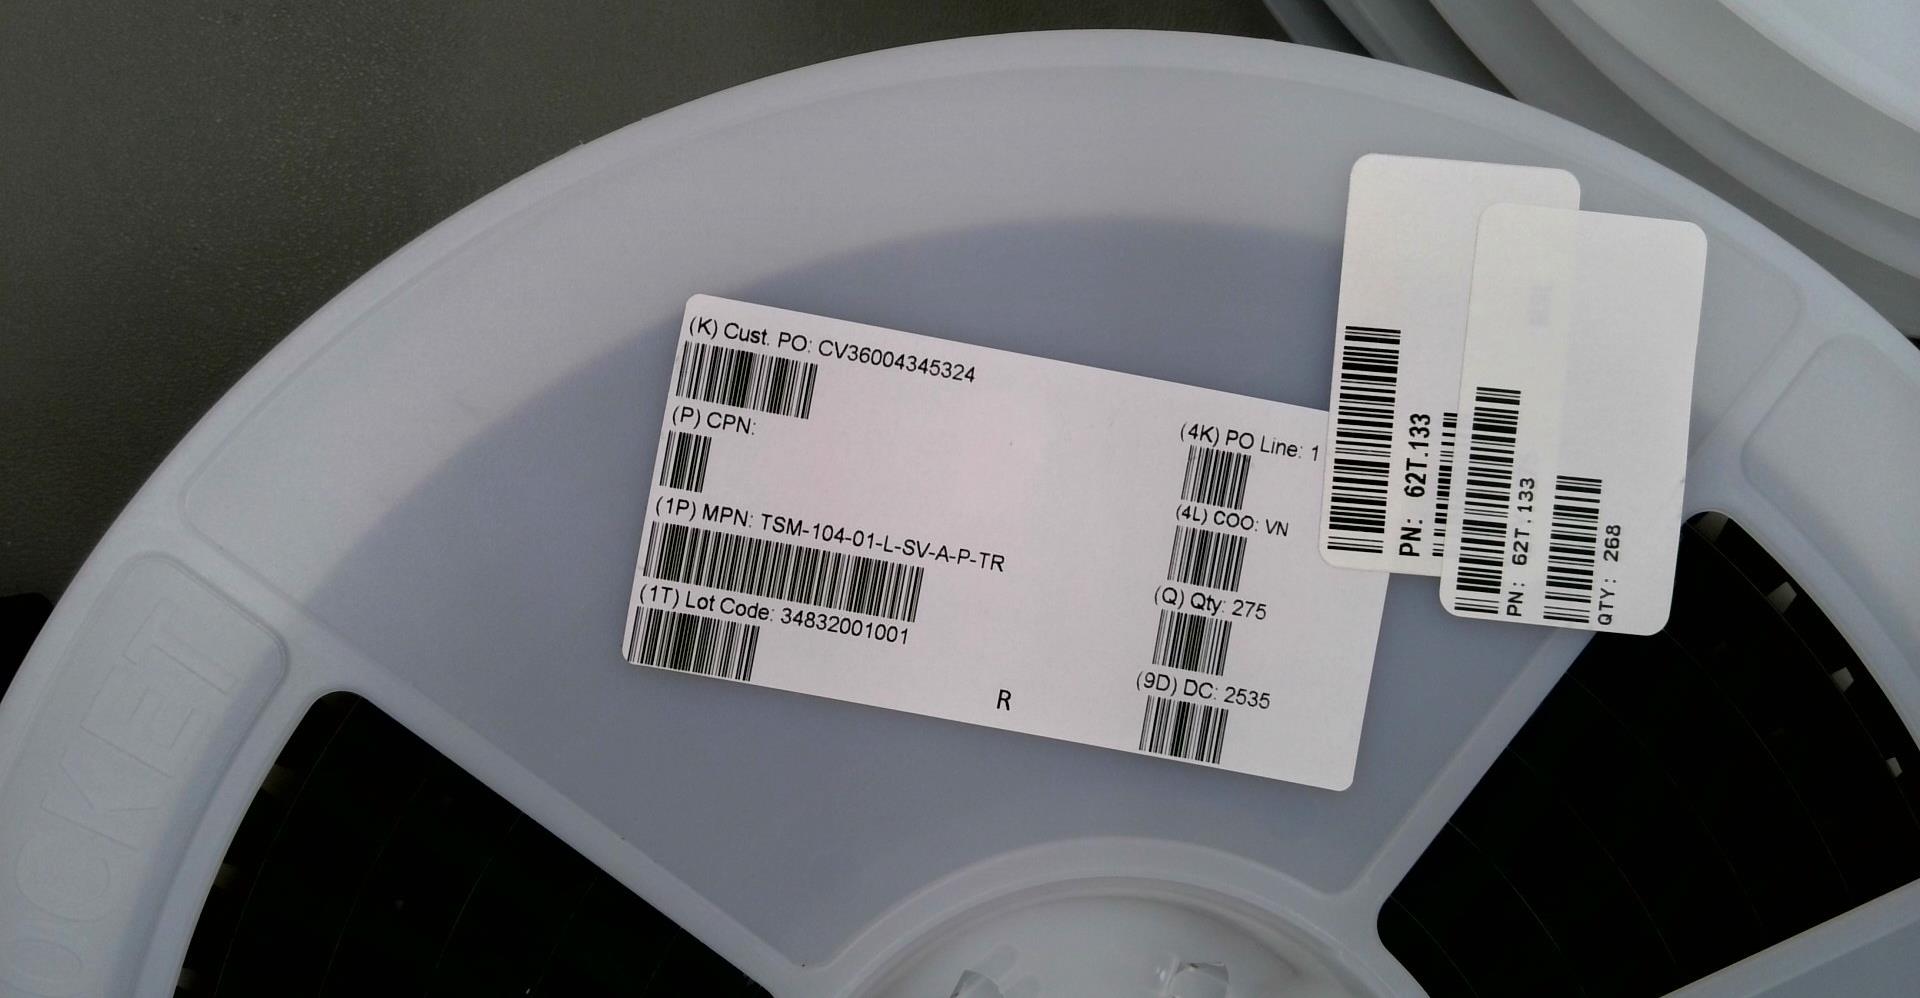 (K) Cust. PO: CV36004345324
(P) CPN:
(1P) MPN: TSM-104-01-L-SV-A-P-TR
(1T) Lot Code: 34832001001
R
(4K) PO Line: 1
(4L) COO: VN
(Q) Qty: 275
(9D) DC: 2535
PN: 62T.133
PN: 62T.133
QTY: 268
OCKET